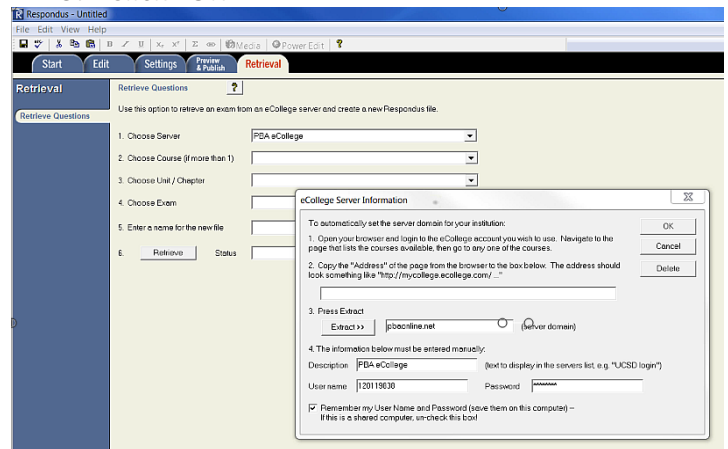 Respondus - Untitled
File Edit View Help
B I U x₂ x² Σ ∞ Media Power Edit ?
Start Edit Settings Preview & Publish Retrieval
Retrieval
Retrieve Questions
Retrieve Questions ?
Use this option to retrieve an exam from an eCollege server and create a new Respondus file.
1. Choose Server PBA eCollege
2. Choose Course (if more than 1)
3. Choose Unit / Chapter
4. Choose Exam
5. Enter a name for the new file
6. Retrieve Status
eCollege Server Information
To automatically set the server domain for your institution:
OK
1. Open your browser and login to the eCollege account you wish to use. Navigate to the
page that lists the courses available, then go to any one of the courses.
Cancel
2. Copy the "Address" of the page from the browser to the box below. The address should
look something like "http://mycollege.ecollege.com/ ..."
Delete
3. Press Extract
Extract >> pbaonline.net (server domain)
4. The information below must be entered manually:
Description PBA eCollege (text to display in the servers list, e.g. "UCSD login")
User name 120119838 Password ********
Remember my User Name and Password (save them on this computer) –
If this is a shared computer, un-check this box!